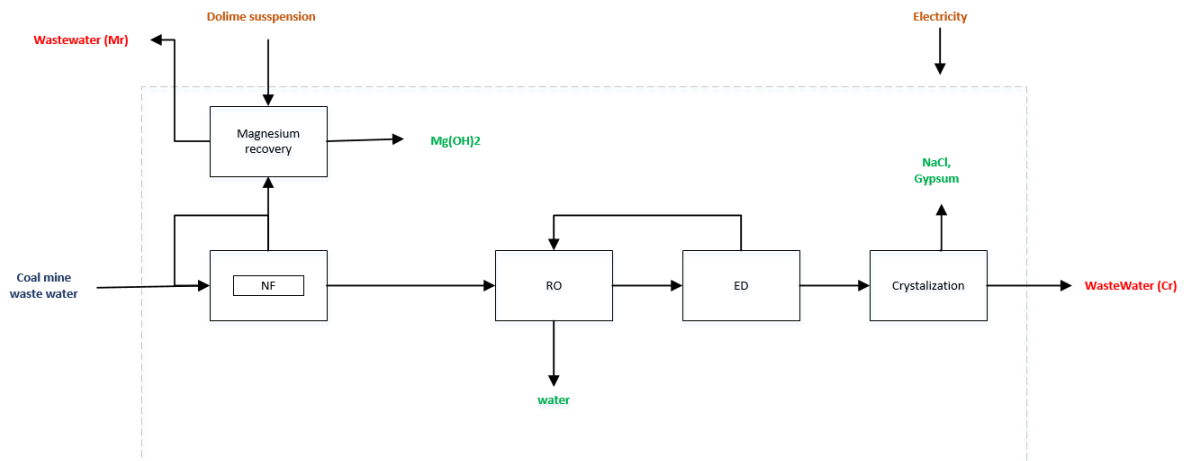 Dolime susspension
Electricity
Wastewater (Mr)
Magnesium
recovery
Mg(OH)2
NaCl,
Gypsum
Coal mine
waste water
NF
RO
ED
Crystalization
WasteWater (Cr)
water